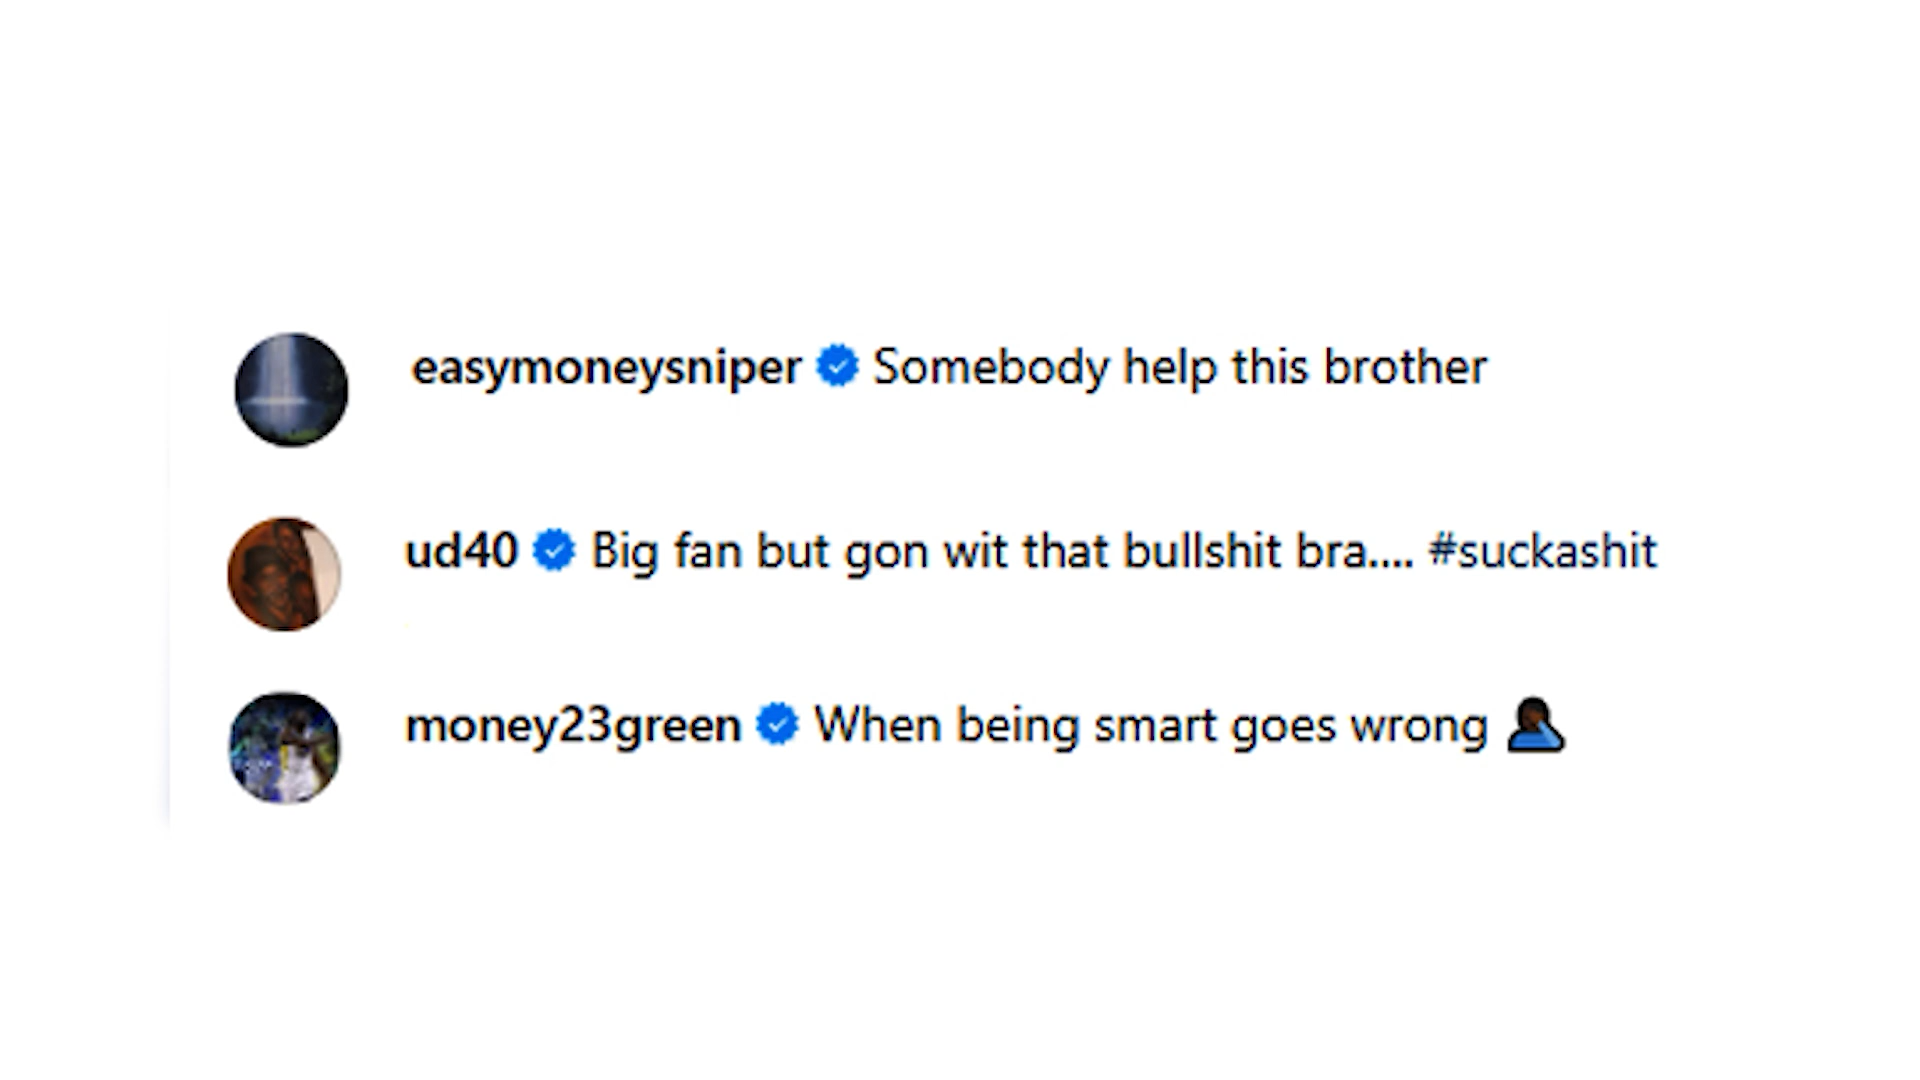 easymoneysniper Somebody help this brother
ud40 Big fan but gon wit that bullshit bra.... #suckashit
money23green When being smart goes wrong 🤦🏿‍♂️